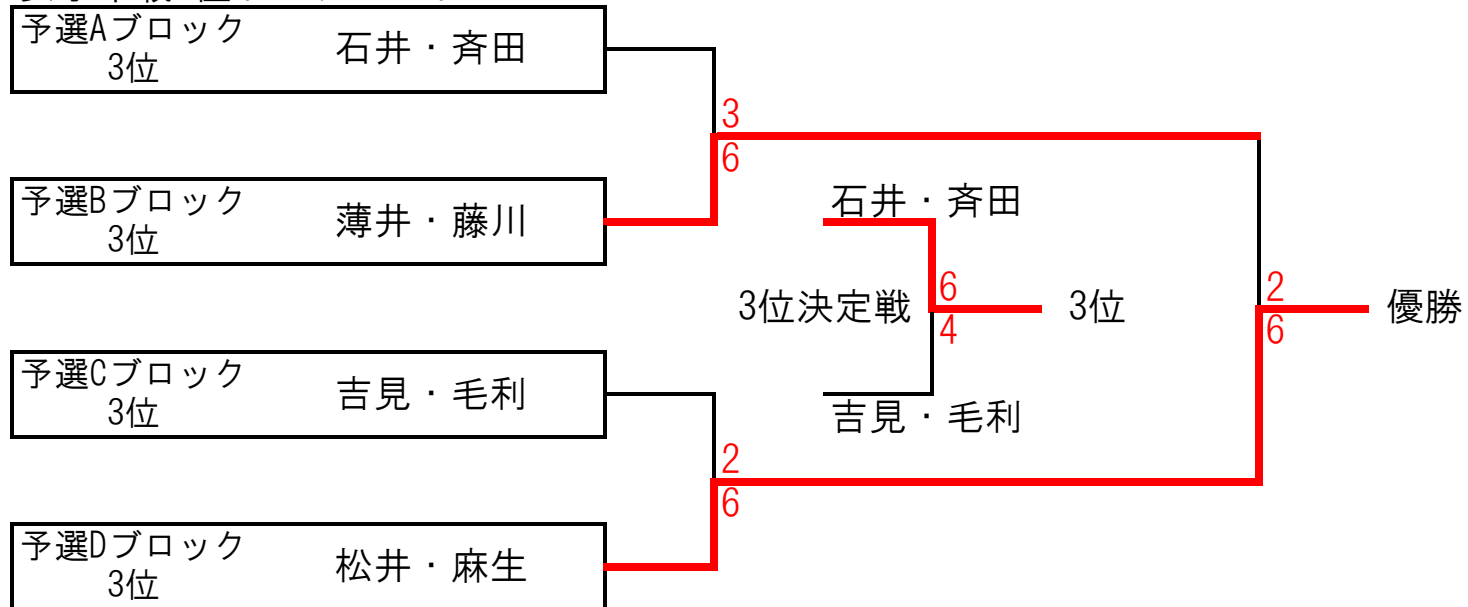 予選Aブロック
3位
石井・斉田
3
6
予選Bブロック
3位
薄井・藤川
石井・斉田
3位決定戦
6
4
3位
2
6
優勝
予選Cブロック
3位
吉見・毛利
吉見・毛利
2
6
予選Dブロック
3位
松井・麻生